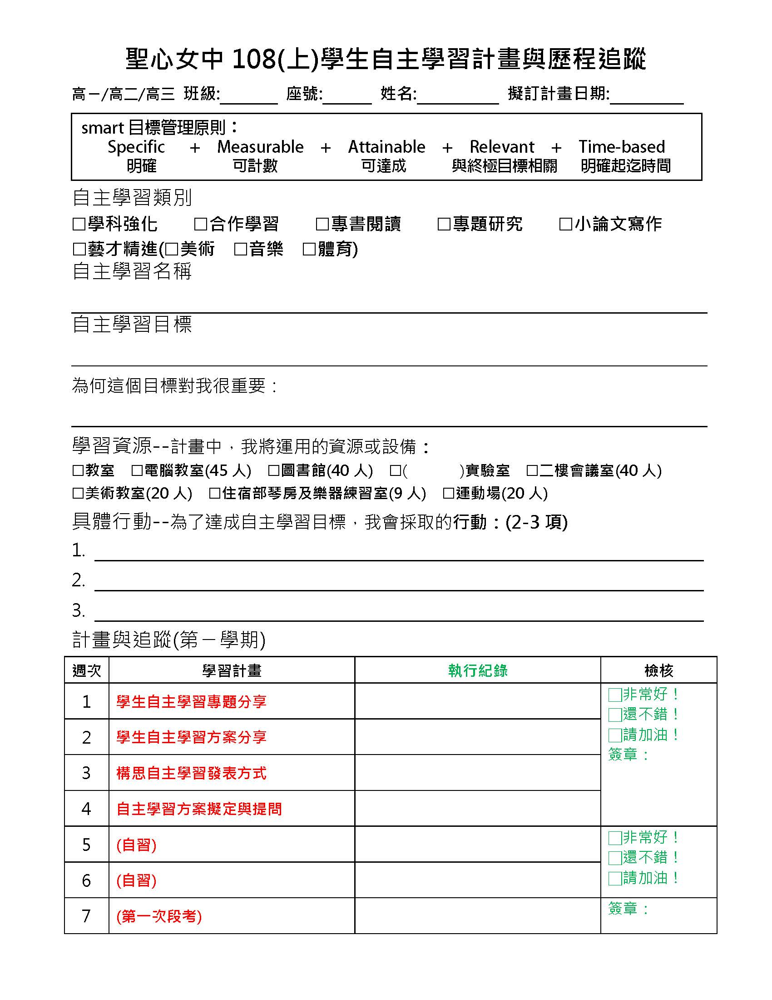 聖心女中 108(上)學生自主學習計畫與歷程追蹤
高一/高二/高三 班級:______ 座號:_____ 姓名:________ 擬訂計畫日期:_______
smart 目標管理原則：
Specific + Measurable + Attainable + Relevant + Time-based
明確 可計數 可達成 與終極目標相關 明確起迄時間
自主學習類別
□學科強化 □合作學習 □專書閱讀 □專題研究 □小論文寫作
□藝才精進(□美術 □音樂 □體育)
自主學習名稱
自主學習目標
為何這個目標對我很重要：
學習資源--計畫中，我將運用的資源或設備：
□教室 □電腦教室(45 人) □圖書館(40 人) □( )實驗室 □二樓會議室(40 人)
□美術教室(20 人) □住宿部琴房及樂器練習室(9 人) □運動場(20 人)
具體行動--為了達成自主學習目標，我會採取的行動：(2-3 項)
1.
2.
3.
計畫與追蹤(第一學期)
週次 學習計畫 執行紀錄 檢核
1 學生自主學習專題分享
2 學生自主學習方案分享
3 構思自主學習發表方式
4 自主學習方案擬定與提問
□非常好！
□還不錯！
□請加油！
簽章：
5 (自習)
6 (自習)
7 (第一次段考)
□非常好！
□還不錯！
□請加油！
簽章：